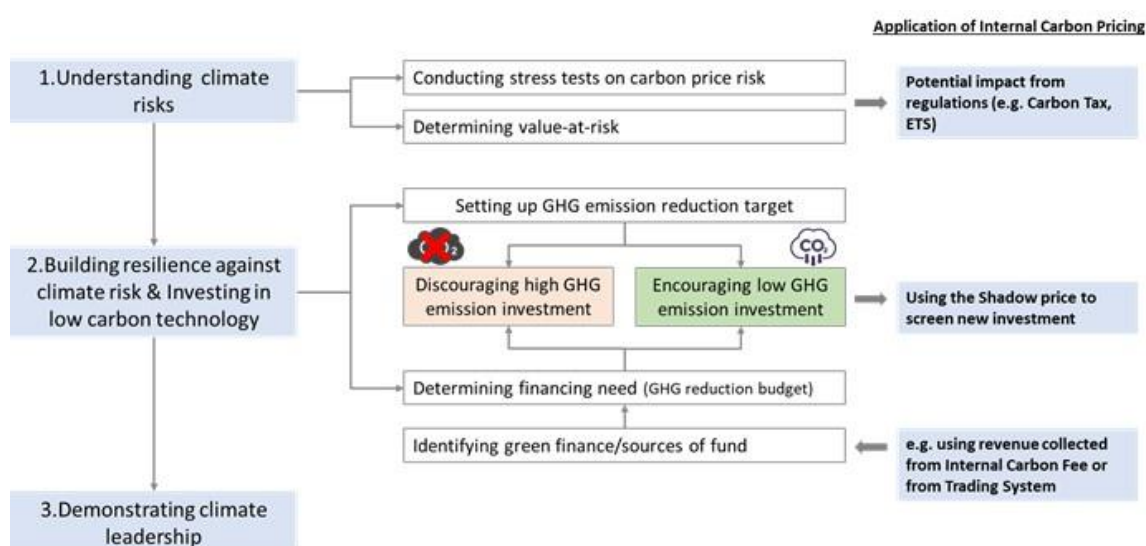 Application of Internal Carbon Pricing
1.Understanding climate
risks
Conducting stress tests on carbon price risk
Determining value-at-risk
Potential impact from
regulations (e.g. Carbon Tax,
ETS)
2.Building resilience against
climate risk & Investing in
low carbon technology
Setting up GHG emission reduction target
CO2
CO2
Discouraging high GHG
emission investment
Encouraging low GHG
emission investment
Using the Shadow price to
screen new investment
Determining financing need (GHG reduction budget)
Identifying green finance/sources of fund
e.g. using revenue collected
from Internal Carbon Fee or
from Trading System
3.Demonstrating climate
leadership